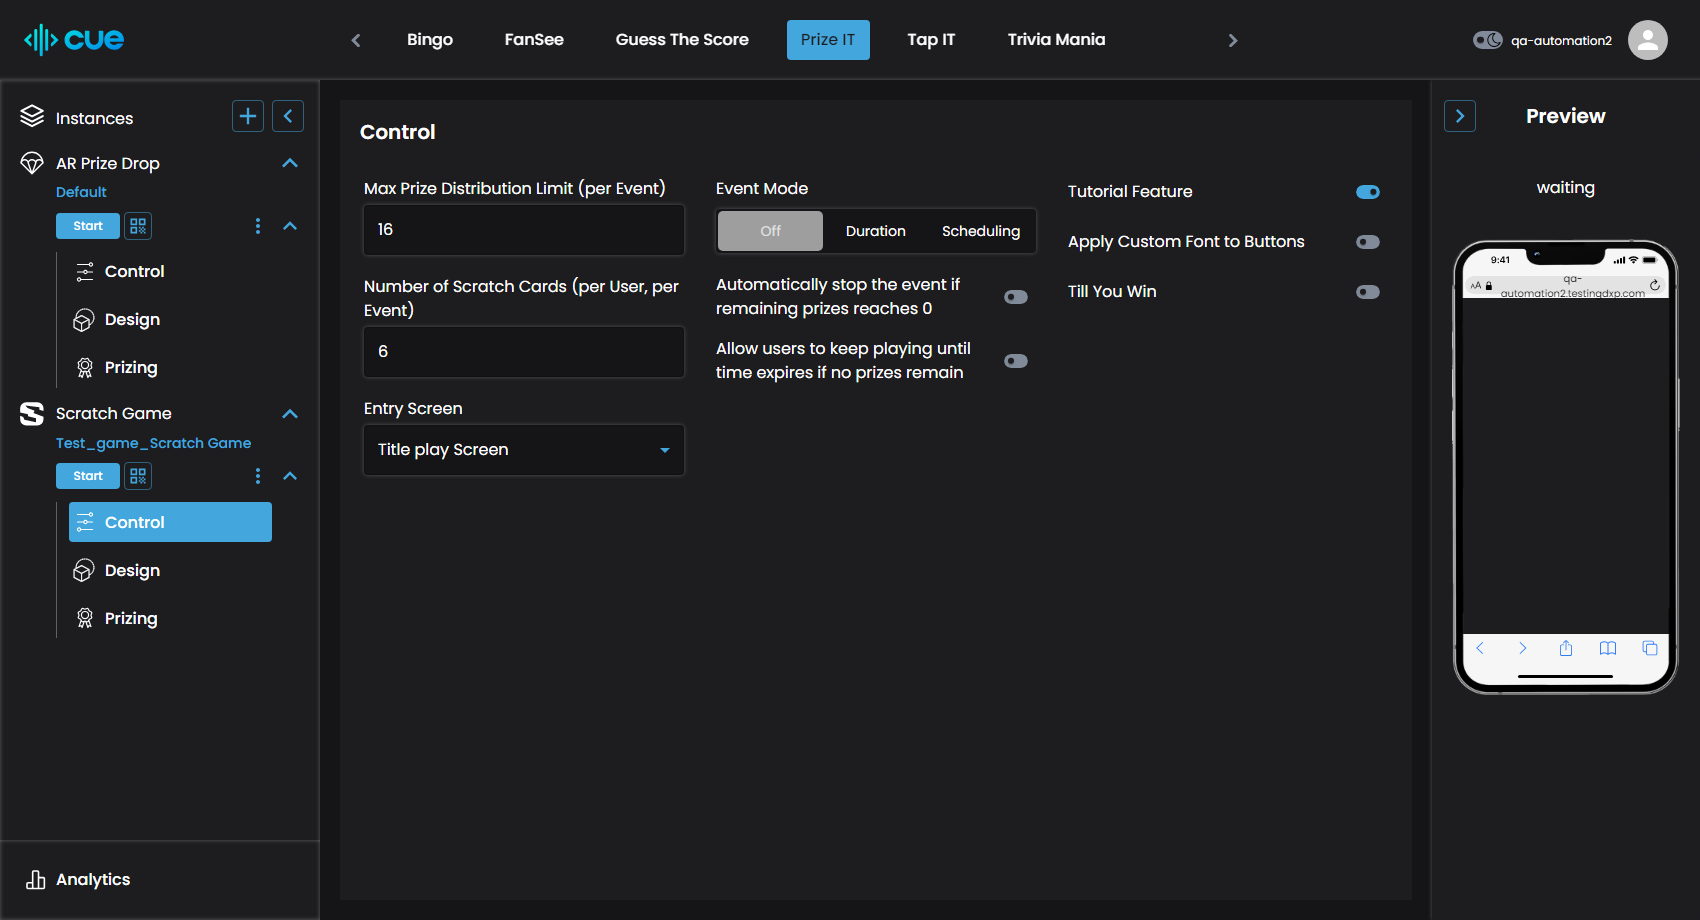 cue
Bingo
FanSee
Guess The Score
Prize IT
Tap IT
Trivia Mania
qa-automation2
Instances
AR Prize Drop
Default
Start
Control
Design
Prizing
Scratch Game
Test_game_Scratch Game
Start
Control
Design
Prizing
Analytics
Control
Max Prize Distribution Limit (per Event)
16
Number of Scratch Cards (per User, per
Event)
6
Entry Screen
Title play Screen
Event Mode
Off
Duration
Scheduling
Automatically stop the event if
remaining prizes reaches 0
Allow users to keep playing until
time expires if no prizes remain
Tutorial Feature
Apply Custom Font to Buttons
Till You Win
Preview
waiting
9:41
AA
qa-
automation2.testingdxp.com